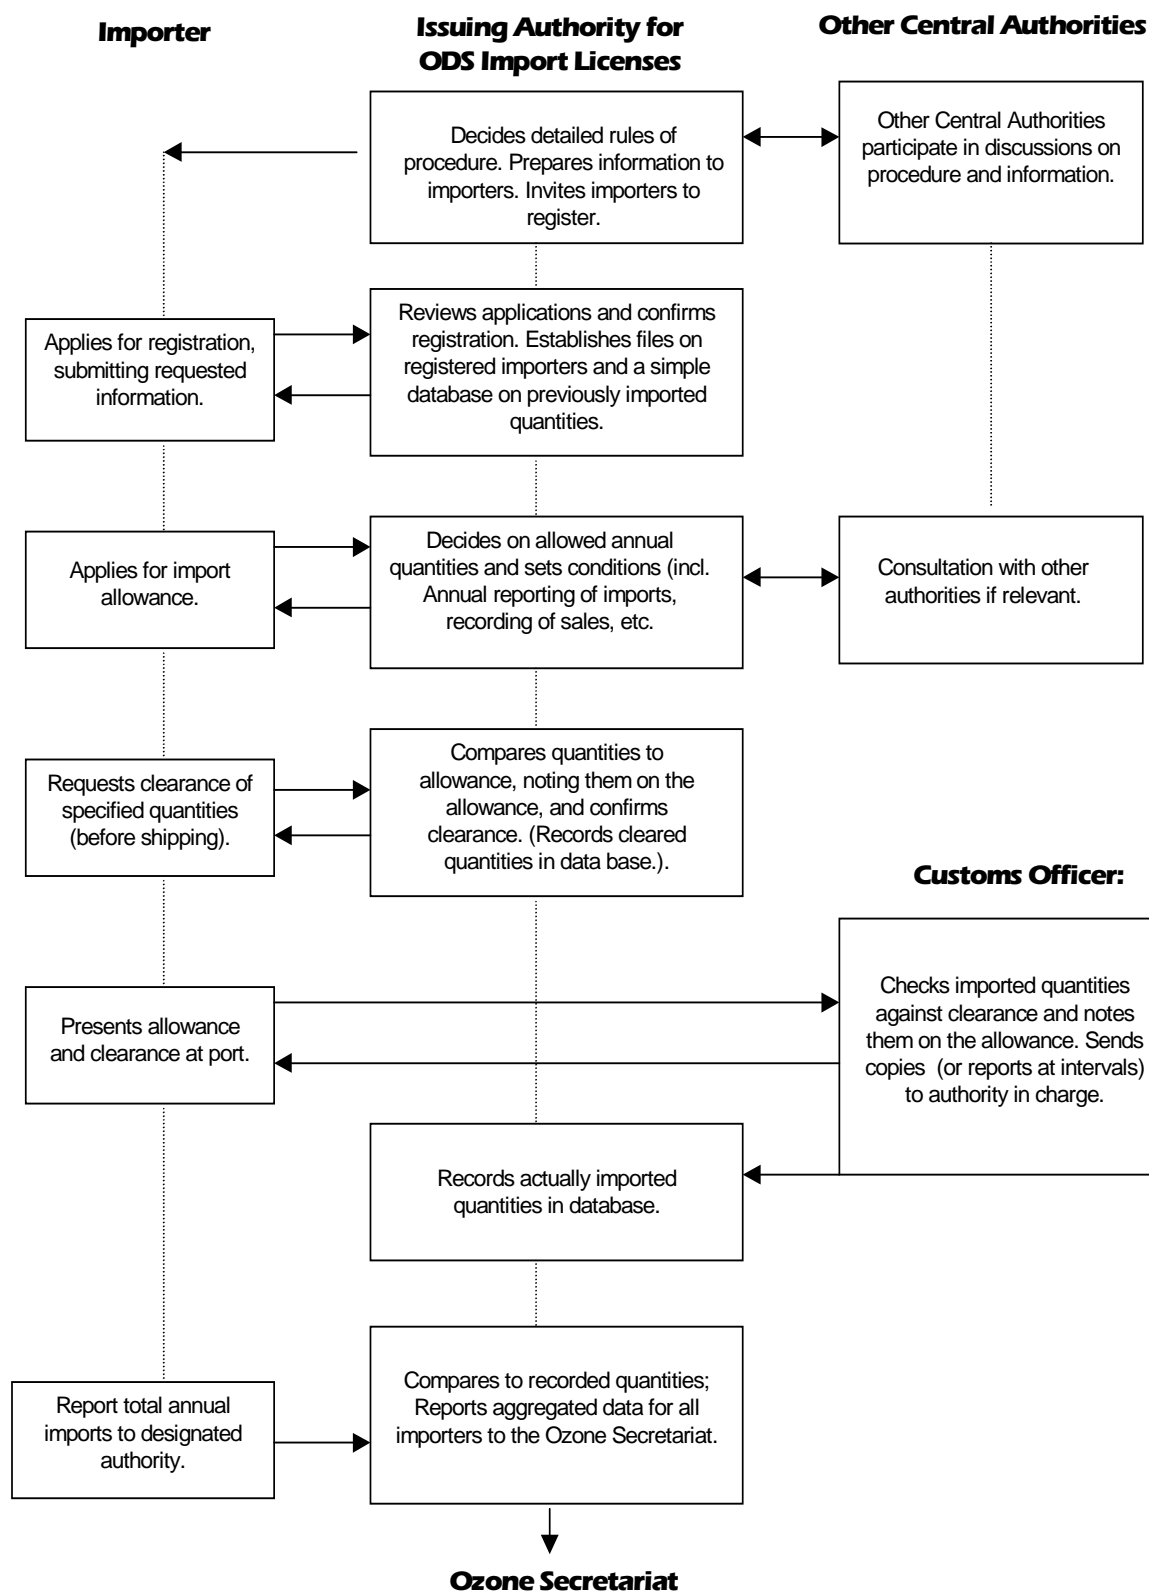 Importer
Issuing Authority for
ODS Import Licenses
Other Central Authorities
Decides detailed rules of
procedure. Prepares information to
importers. Invites importers to
register.
Other Central Authorities
participate in discussions on
procedure and information.
Applies for registration,
submitting requested
information.
Reviews applications and confirms
registration. Establishes files on
registered importers and a simple
database on previously imported
quantities.
Applies for import
allowance.
Decides on allowed annual
quantities and sets conditions (incl.
Annual reporting of imports,
recording of sales, etc.
Consultation with other
authorities if relevant.
Requests clearance of
specified quantities
(before shipping).
Compares quantities to
allowance, noting them on the
allowance, and confirms
clearance. (Records cleared
quantities in data base.).
Customs Officer:
Presents allowance
and clearance at port.
Checks imported quantities
against clearance and notes
them on the allowance. Sends
copies (or reports at intervals)
to authority in charge.
Records actually imported
quantities in database.
Report total annual
imports to designated
authority.
Compares to recorded quantities;
Reports aggregated data for all
importers to the Ozone Secretariat.
Ozone Secretariat